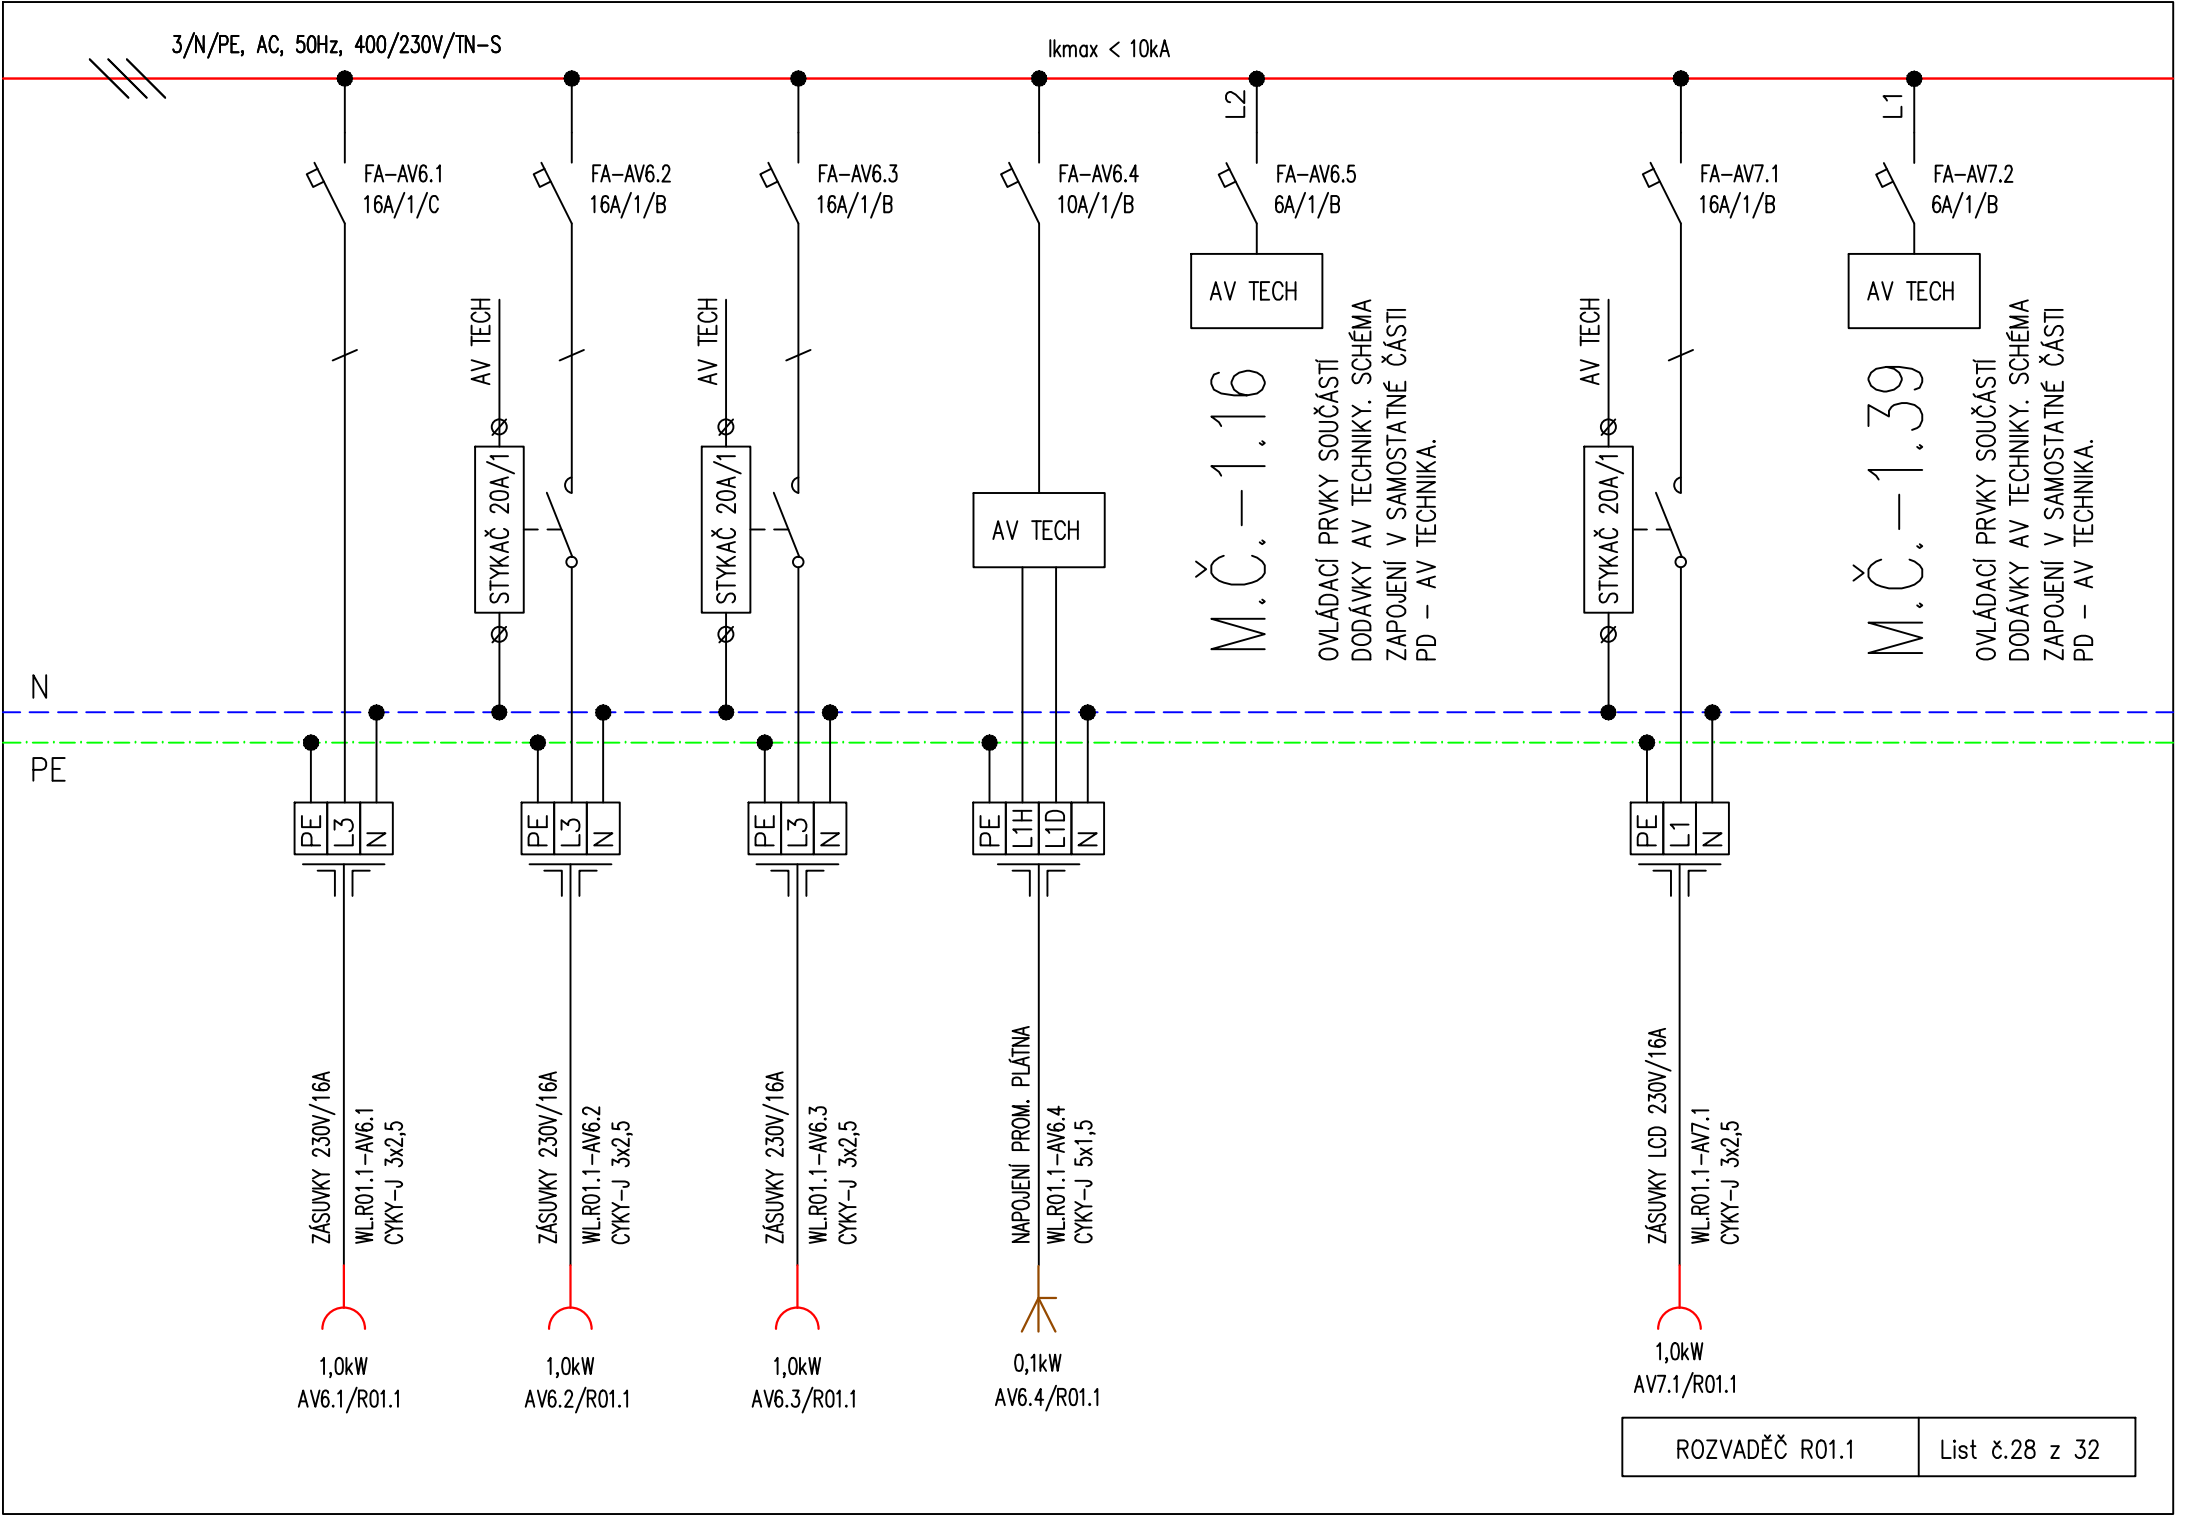 3/N/PE, AC, 50Hz, 400/230V/TN-S
Ikmax < 10kA
L2
L1
FA-AV6.1
16A/1/C
FA-AV6.2
16A/1/B
FA-AV6.3
16A/1/B
FA-AV6.4
10A/1/B
FA-AV6.5
6A/1/B
FA-AV7.1
16A/1/B
FA-AV7.2
6A/1/B
AV TECH
STYKAČ 20A/1
AV TECH
STYKAČ 20A/1
AV TECH
AV TECH
M.Č.-1.16
OVLÁDACÍ PRVKY SOUČÁSTÍ
DODÁVKY AV TECHNIKY. SCHÉMA
ZAPOJENÍ V SAMOSTATNÉ ČÁSTI
PD - AV TECHNIKA.
AV TECH
STYKAČ 20A/1
AV TECH
M.Č.-1.39
OVLÁDACÍ PRVKY SOUČÁSTÍ
DODÁVKY AV TECHNIKY. SCHÉMA
ZAPOJENÍ V SAMOSTATNÉ ČÁSTI
PD - AV TECHNIKA.
N
PE
PE L3 N
PE L3 N
PE L3 N
PE L1H L1D N
PE L1 N
ZÁSUVKY 230V/16A
WL.R01.1-AV6.1
CYKY-J 3x2,5
ZÁSUVKY 230V/16A
WL.R01.1-AV6.2
CYKY-J 3x2,5
ZÁSUVKY 230V/16A
WL.R01.1-AV6.3
CYKY-J 3x2,5
NAPOJENÍ PROM. PLÁTNA
WL.R01.1-AV6.4
CYKY-J 5x1,5
ZÁSUVKY LCD 230V/16A
WL.R01.1-AV7.1
CYKY-J 3x2,5
1,0kW
AV6.1/R01.1
1,0kW
AV6.2/R01.1
1,0kW
AV6.3/R01.1
0,1kW
AV6.4/R01.1
1,0kW
AV7.1/R01.1
ROZVADĚČ R01.1
List č.28 z 32